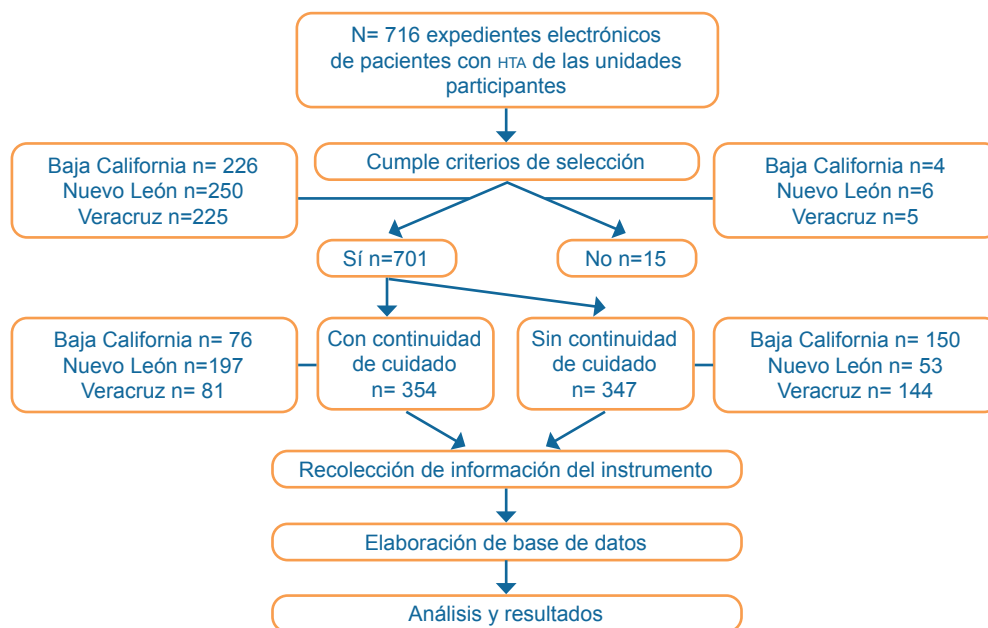 N= 716 expedientes electrónicos
de pacientes con HTA de las unidades
participantes
Cumple criterios de selección
Baja California n= 226
Nuevo León n=250
Veracruz n=225
Baja California n=4
Nuevo León n=6
Veracruz n=5
Sí n=701
No n=15
Baja California n= 76
Nuevo León n=197
Veracruz n= 81
Con continuidad
de cuidado
n= 354
Sin continuidad
de cuidado
n= 347
Baja California n= 150
Nuevo León n= 53
Veracruz n= 144
Recolección de información del instrumento
Elaboración de base de datos
Análisis y resultados